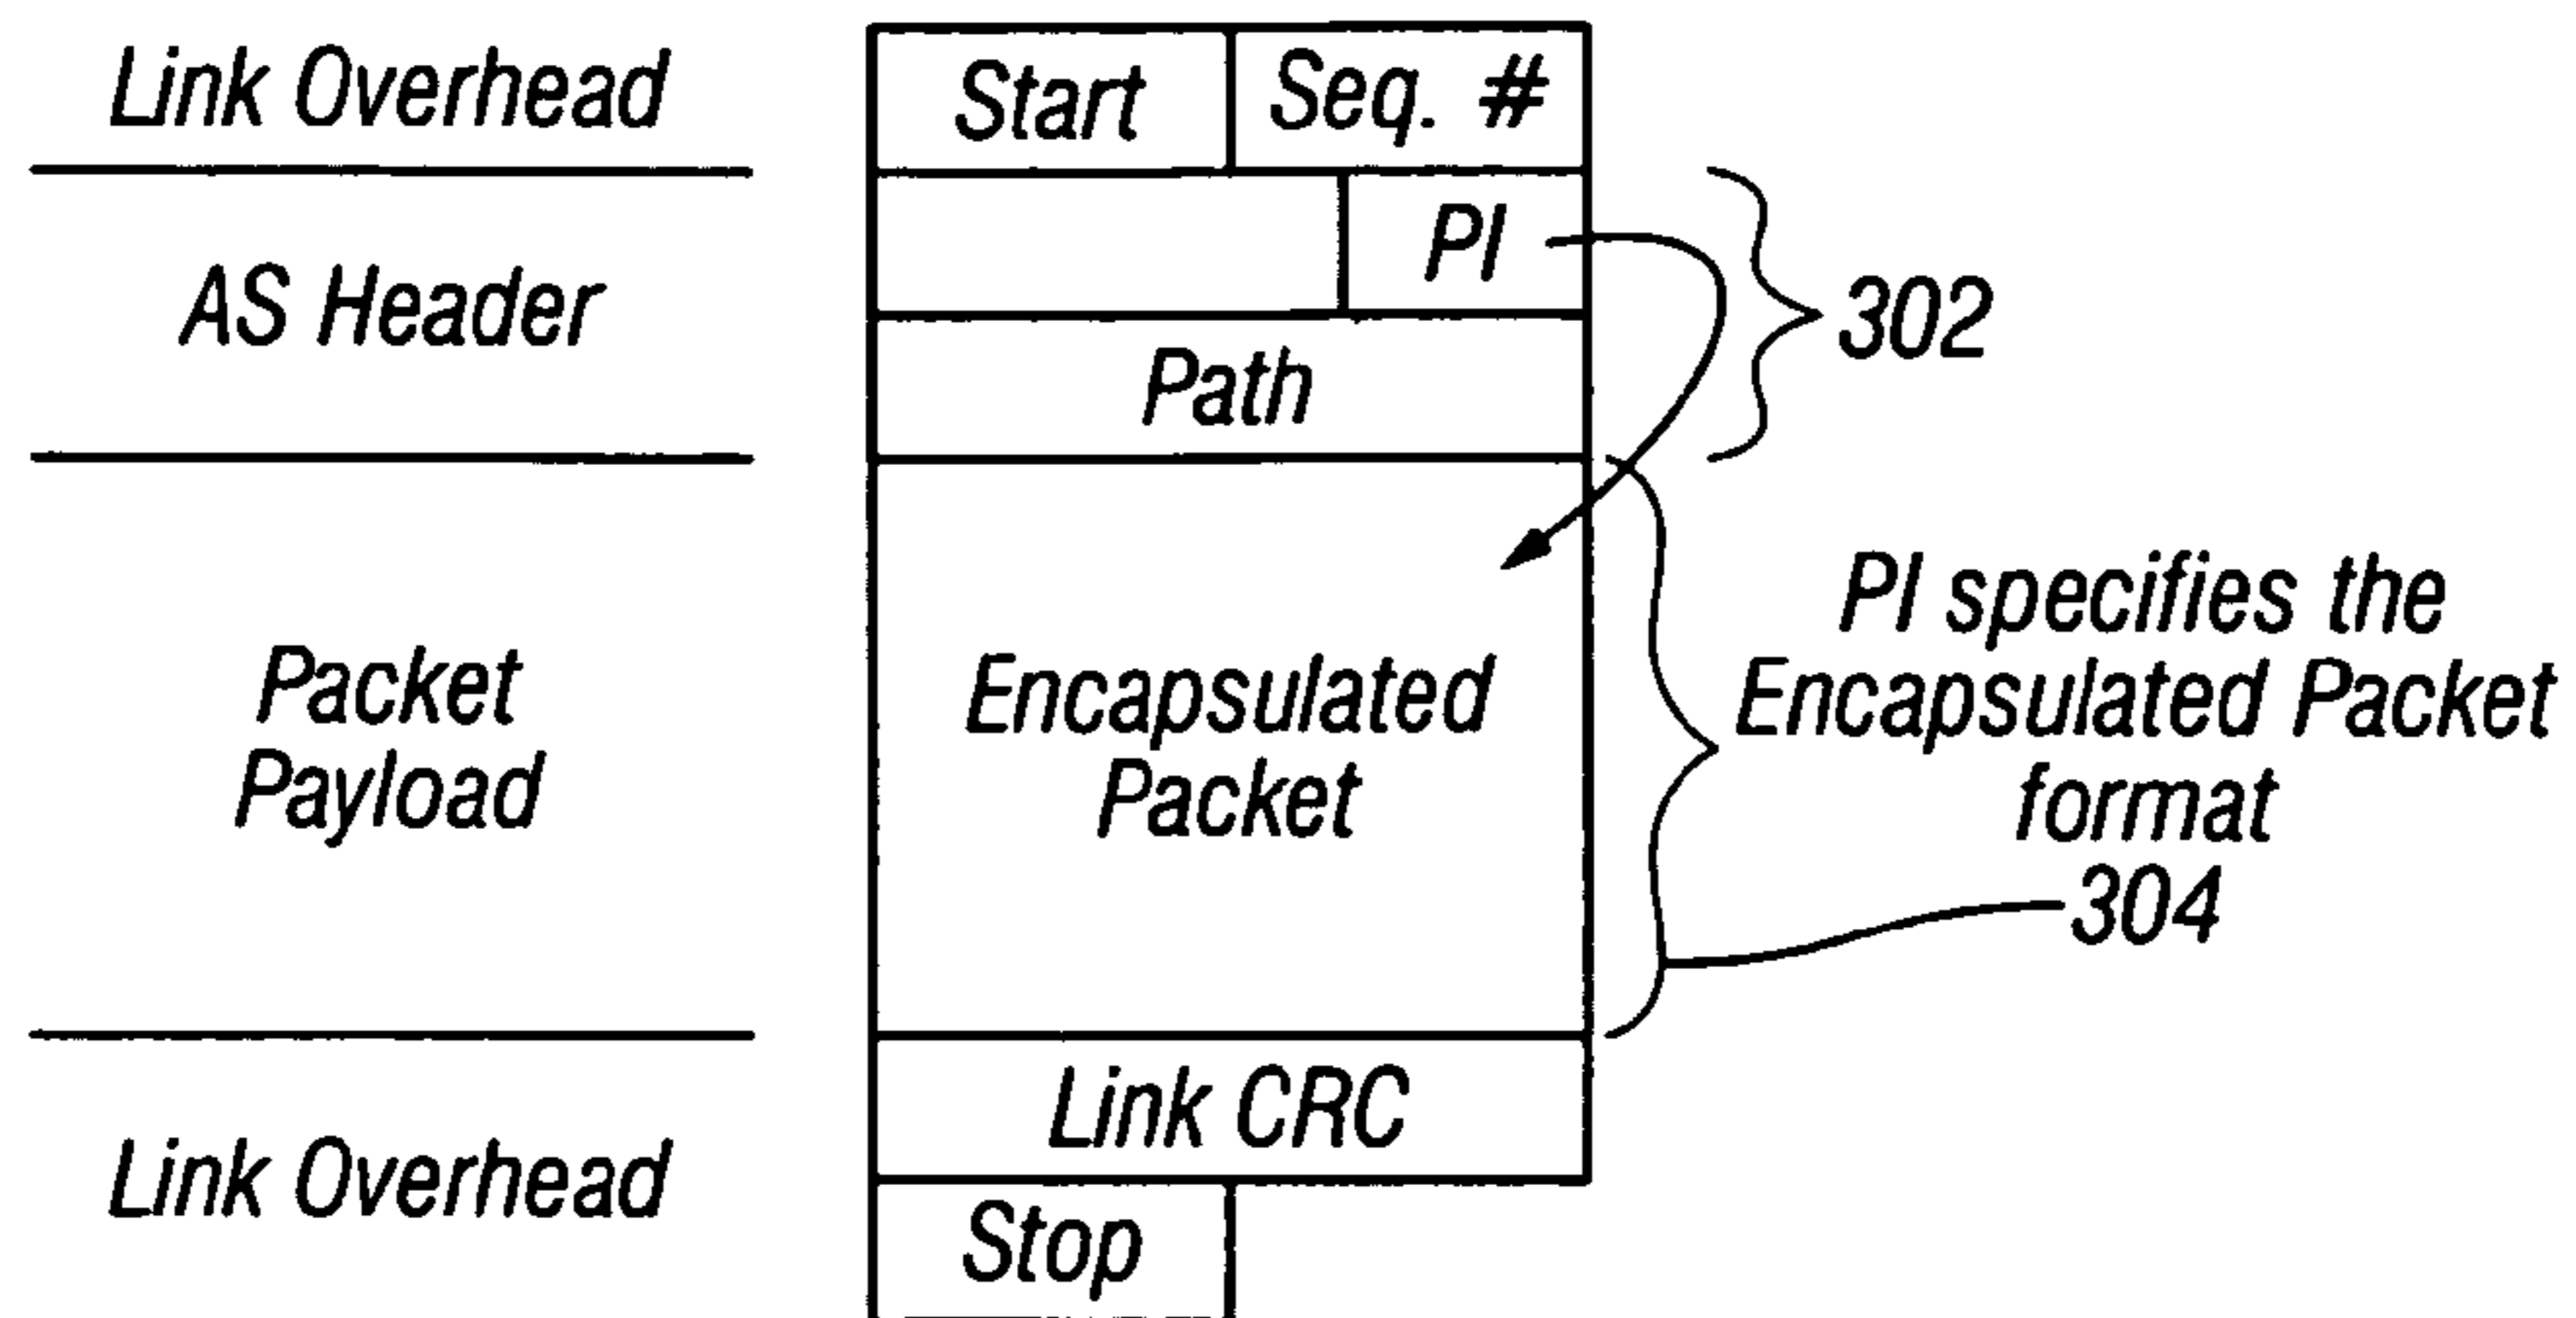 Link Overhead
Start
Seq. #
AS Header
PI
302
Path
Packet
Payload
Encapsulated
Packet
PI specifies the
Encapsulated Packet
format
304
Link Overhead
Link CRC
Stop